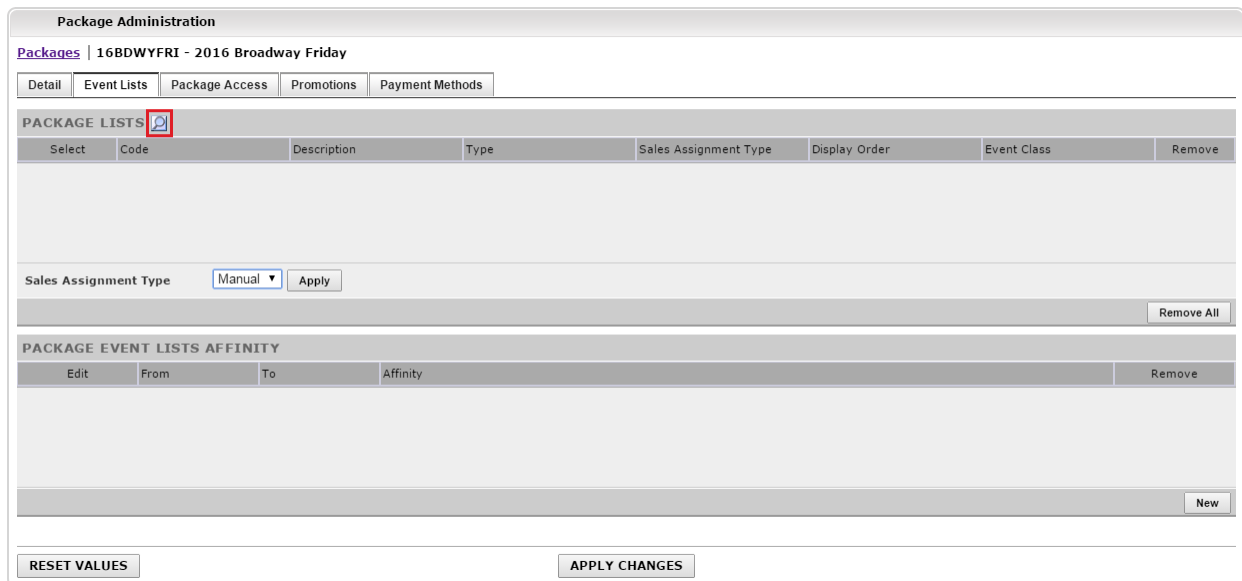 Package Administration
Packages | 16BDWYFRI - 2016 Broadway Friday
Detail Event Lists Package Access Promotions Payment Methods
PACKAGE LISTS
Select Code Description Type Sales Assignment Type Display Order Event Class Remove
Sales Assignment Type Manual Apply
Remove All
PACKAGE EVENT LISTS AFFINITY
Edit From To Affinity Remove
New
RESET VALUES APPLY CHANGES